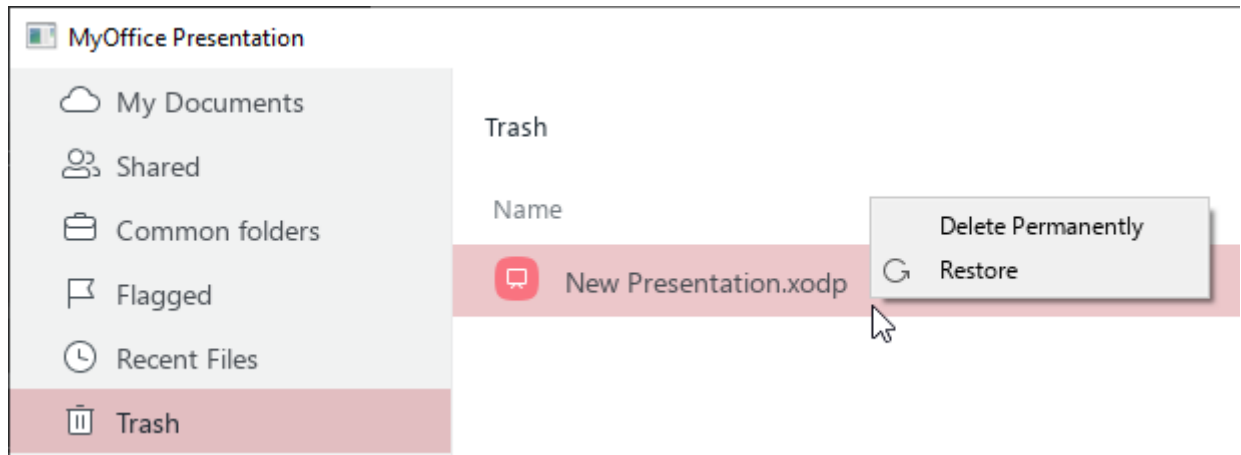 MyOffice Presentation
My Documents
Shared
Common folders
Flagged
Recent Files
Trash
Trash
Name
New Presentation.xodp
Delete Permanently
Restore